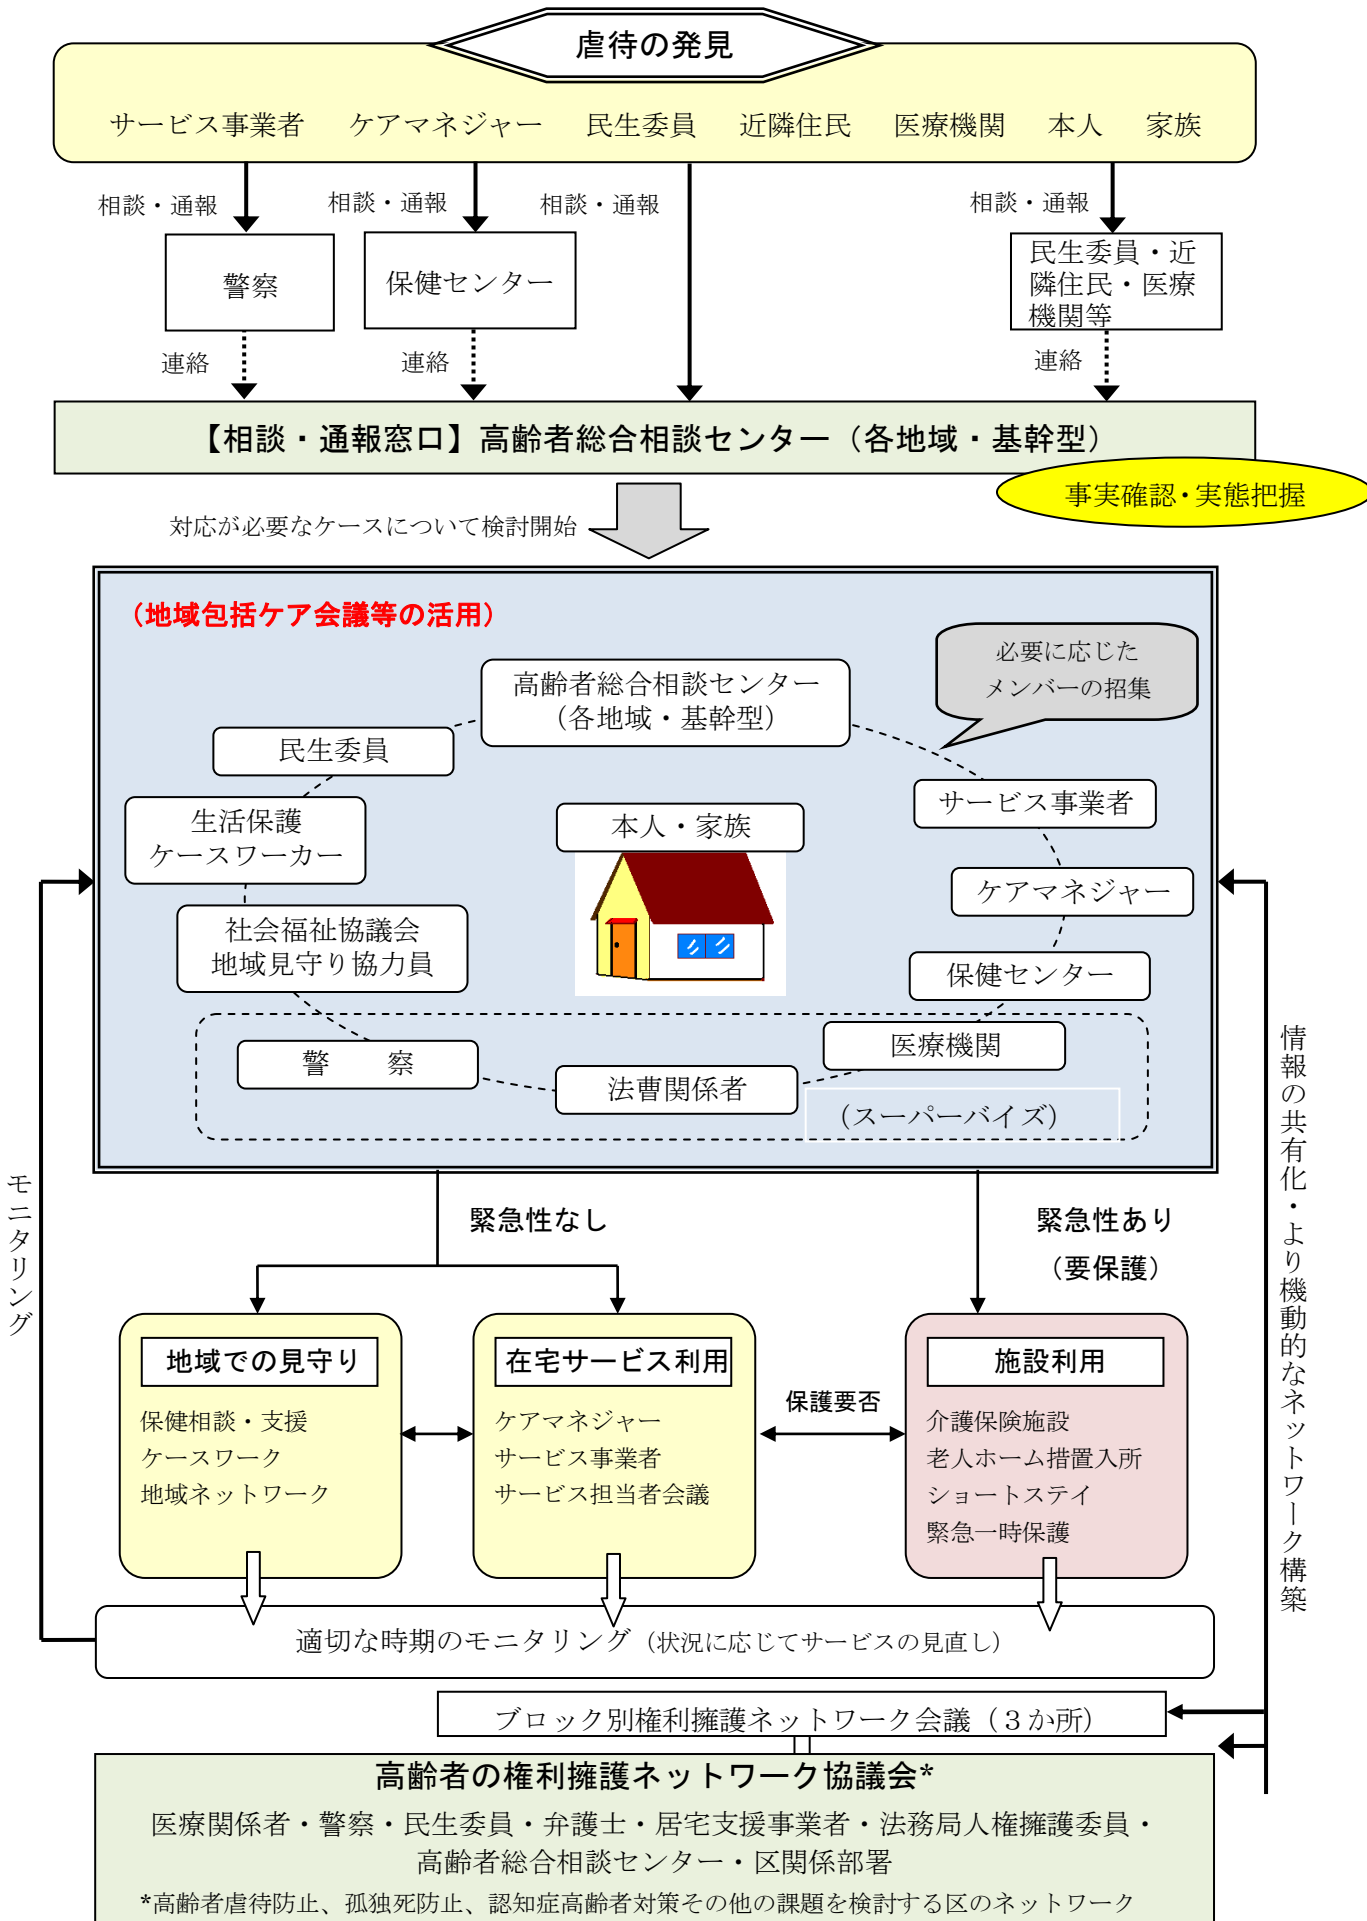 虐待の発見
サービス事業者 ケアマネジャー 民生委員 近隣住民 医療機関 本人 家族
相談・通報 相談・通報 相談・通報 相談・通報
警察
保健センター
民生委員・近
隣住民・医療
機関等
連絡 連絡 連絡
【相談・通報窓口】高齢者総合相談センター（各地域・基幹型）
事実確認・実態把握
対応が必要なケースについて検討開始
（地域包括ケア会議等の活用）
必要に応じた
メンバーの招集
高齢者総合相談センター
（各地域・基幹型）
民生委員
サービス事業者
生活保護
ケースワーカー
本人・家族
ケアマネジャー
社会福祉協議会
地域見守り協力員
保健センター
医療機関
警　　察
法曹関係者
（スーパーバイズ）
モニタリング
情報の共有化・より機動的なネットワーク構築
緊急性なし
緊急性あり
（要保護）
地域での見守り
保健相談・支援
ケースワーク
地域ネットワーク
在宅サービス利用
ケアマネジャー
サービス事業者
サービス担当者会議
保護要否
施設利用
介護保険施設
老人ホーム措置入所
ショートステイ
緊急一時保護
適切な時期のモニタリング（状況に応じてサービスの見直し）
ブロック別権利擁護ネットワーク会議（３か所）
高齢者の権利擁護ネットワーク協議会*
医療関係者・警察・民生委員・弁護士・居宅支援事業者・法務局人権擁護委員・
高齢者総合相談センター・区関係部署
*高齢者虐待防止、孤独死防止、認知症高齢者対策その他の課題を検討する区のネットワーク